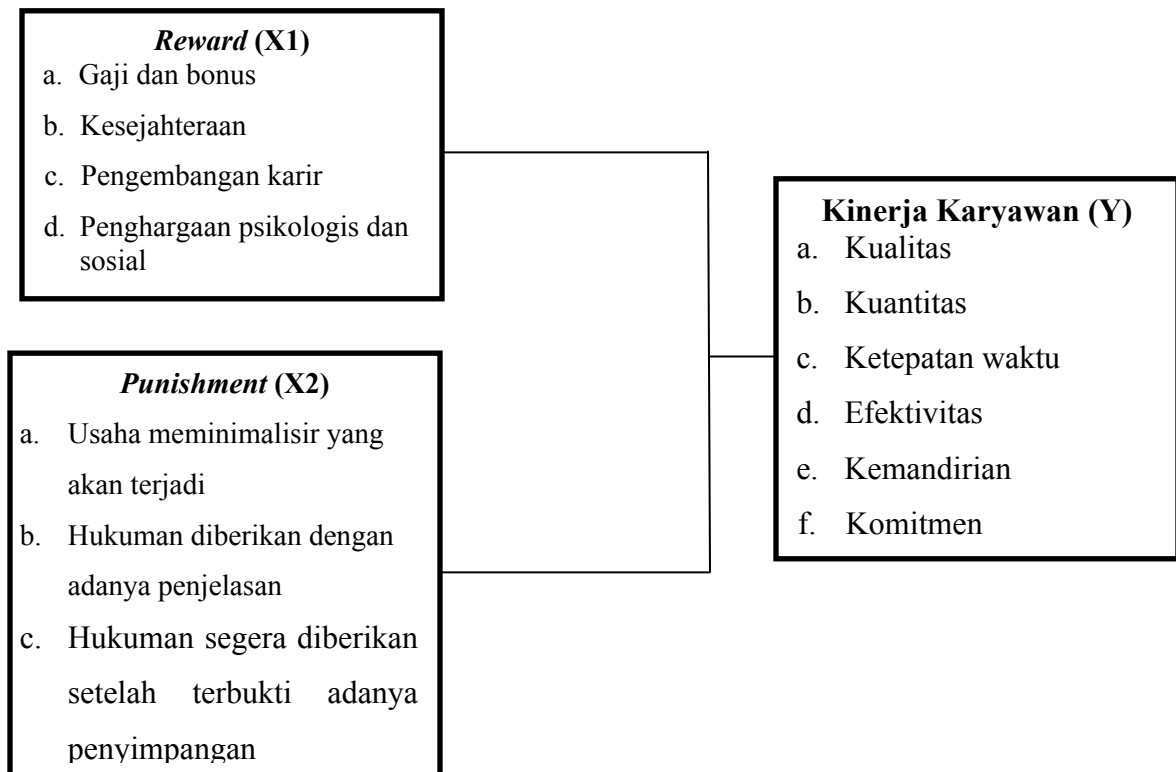 Reward (X1)
a. Gaji dan bonus
b. Kesejahteraan
c. Pengembangan karir
d. Penghargaan psikologis dan
sosial
Punishment (X2)
a. Usaha meminimalisir yang
akan terjadi
b. Hukuman diberikan dengan
adanya penjelasan
c. Hukuman segera diberikan
setelah terbukti adanya
penyimpangan
Kinerja Karyawan (Y)
a. Kualitas
b. Kuantitas
c. Ketepatan waktu
d. Efektivitas
e. Kemandirian
f. Komitmen